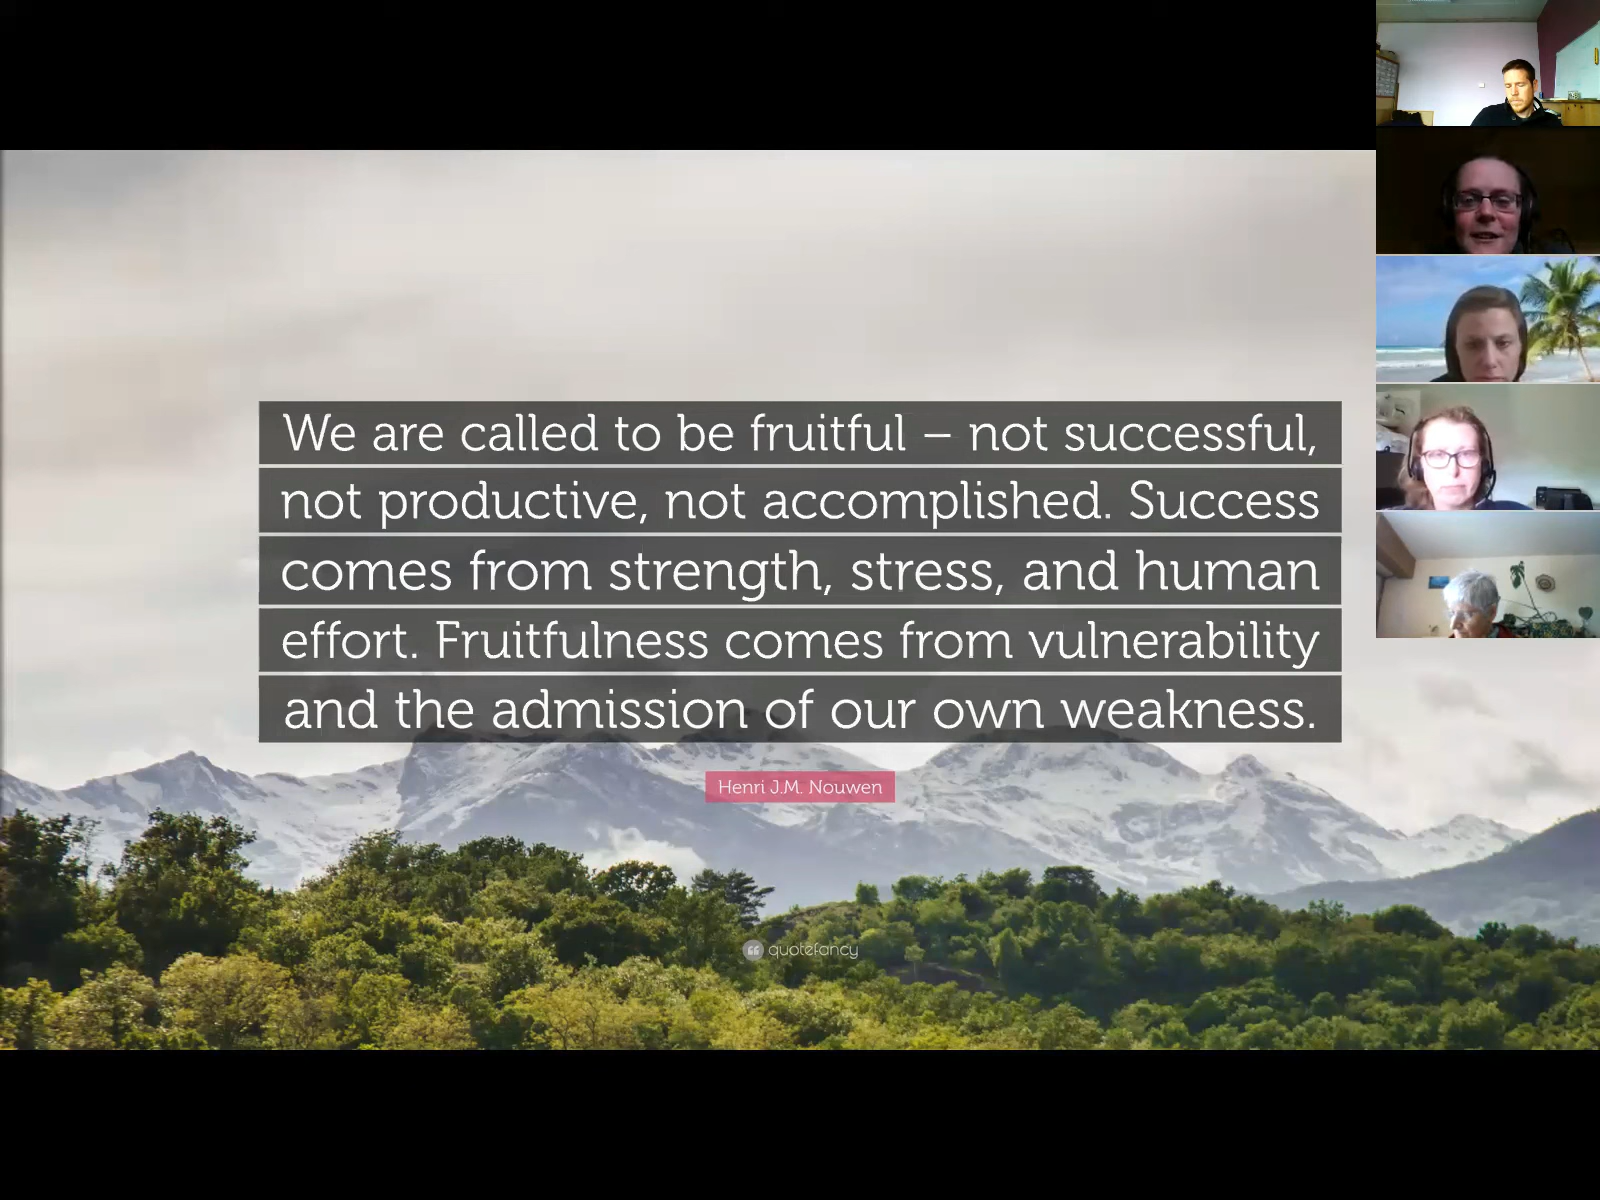 We are called to be fruitful – not successful,
not productive, not accomplished. Success
comes from strength, stress, and human
effort. Fruitfulness comes from vulnerability
and the admission of our own weakness.
Henri J.M. Nouwen
quotefancy